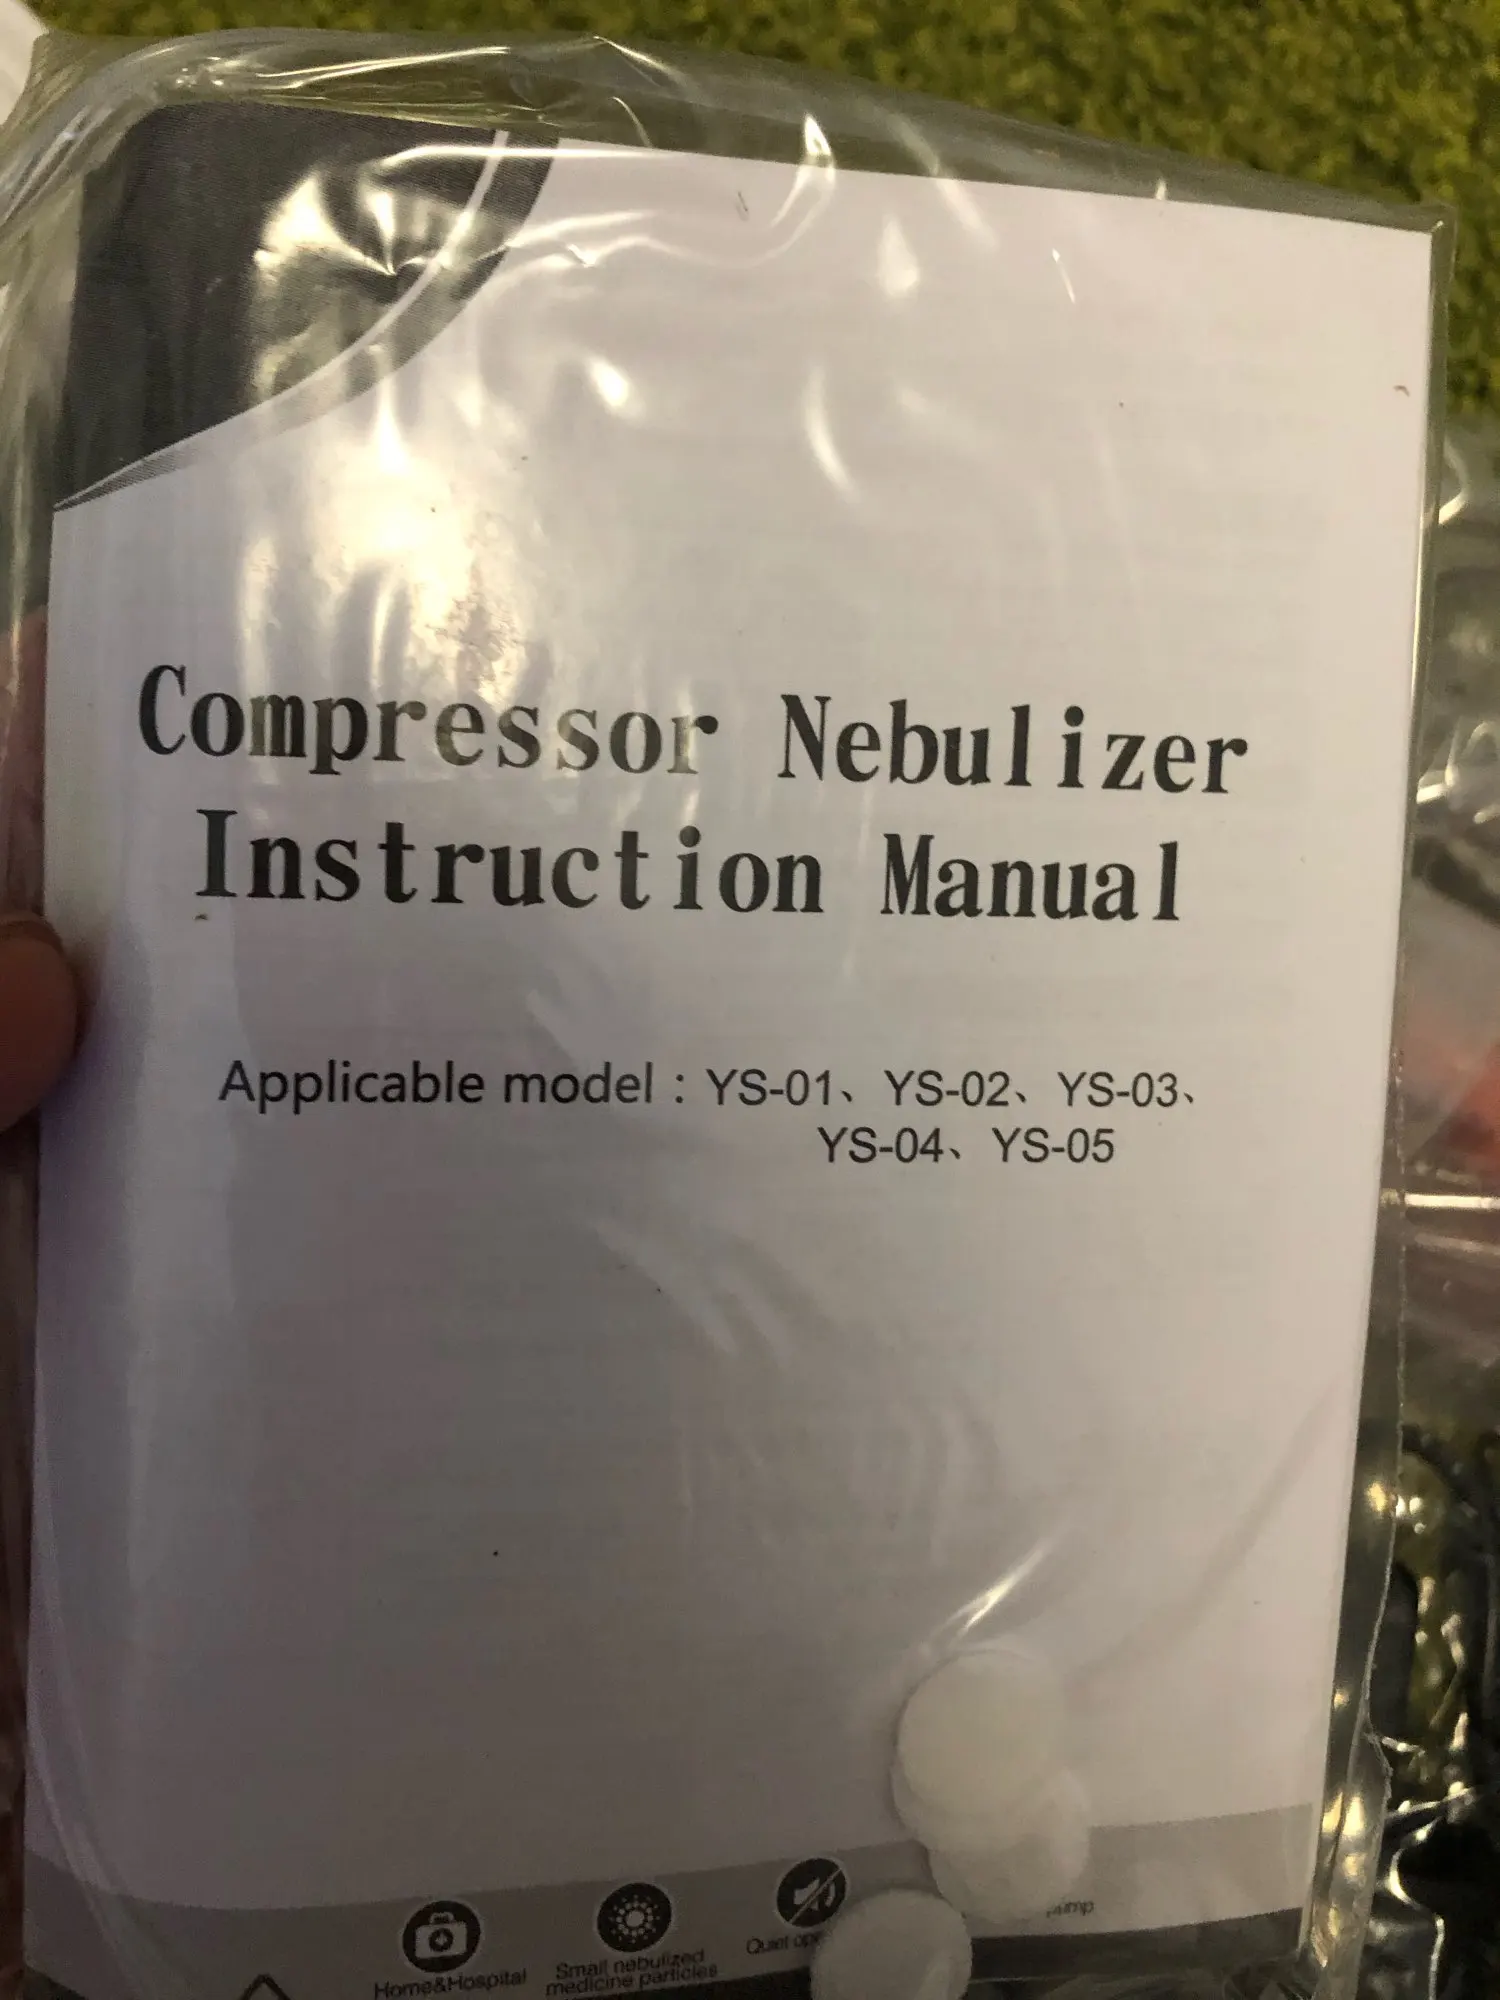 Compressor Nebulizer
Instruction Manual
Applicable model：YS-01、YS-02、YS-03、
YS-04、YS-05
Home&Hospital
Small nebulized
medicine particles
Quiet